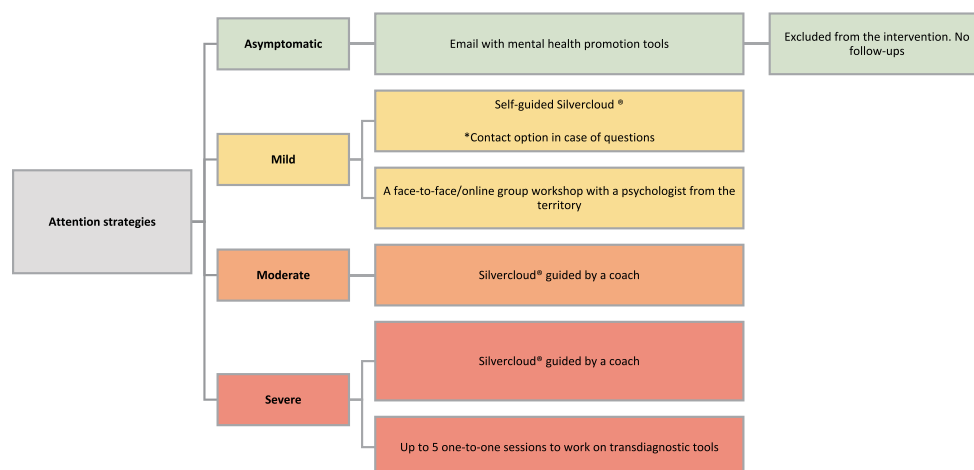 Attention strategies
Asymptomatic
Email with mental health promotion tools
Excluded from the intervention. No
follow-ups
Mild
Self-guided Silvercloud ®
*Contact option in case of questions
A face-to-face/online group workshop with a psychologist from the
territory
Moderate
Silvercloud® guided by a coach
Severe
Silvercloud® guided by a coach
Up to 5 one-to-one sessions to work on transdiagnostic tools